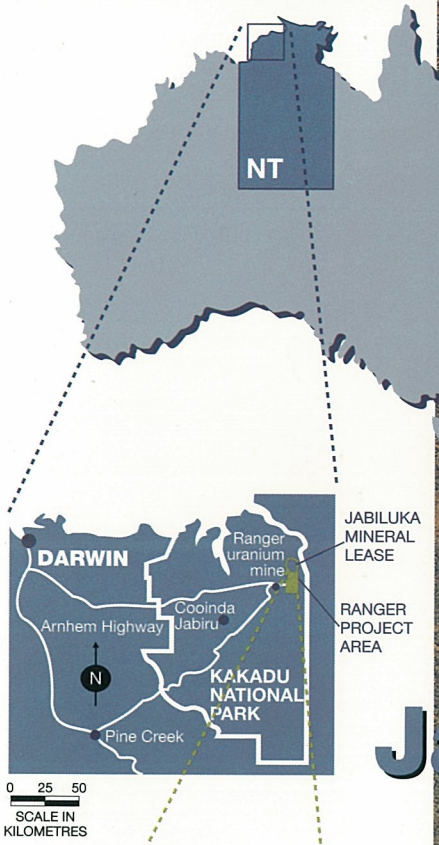 NT
DARWIN
Arnhem Highway
N
Pine Creek
Ranger
uranium
mine
Cooinda
Jabiru
KAKADU
NATIONAL
PARK
JABILUKA
MINERAL
LEASE
RANGER
PROJECT
AREA
0 25 50
SCALE IN
KILOMETRES
J